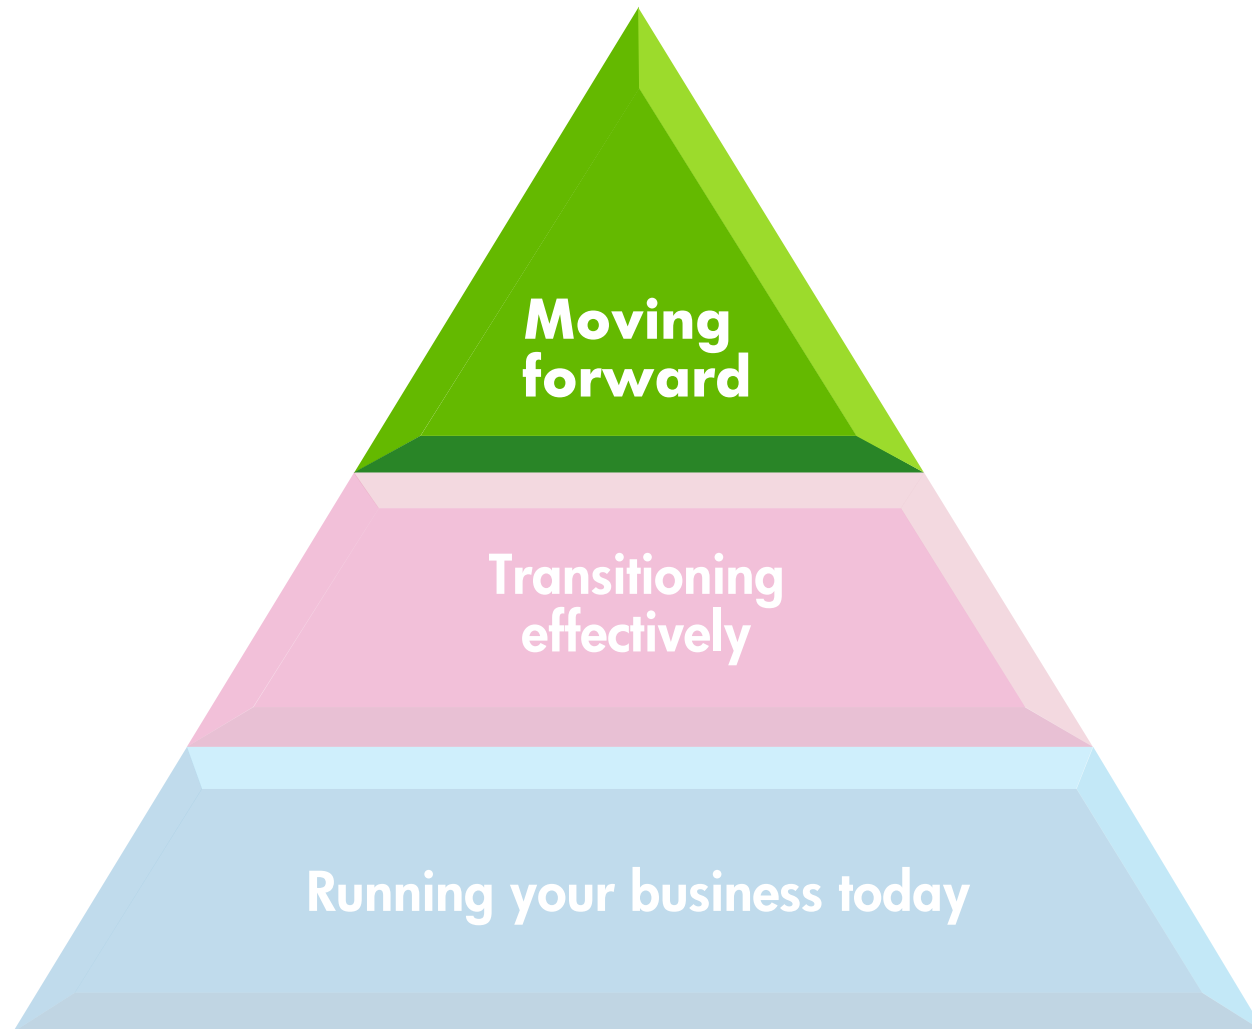 Moving
forward
Transitioning
effectively
Running your business today